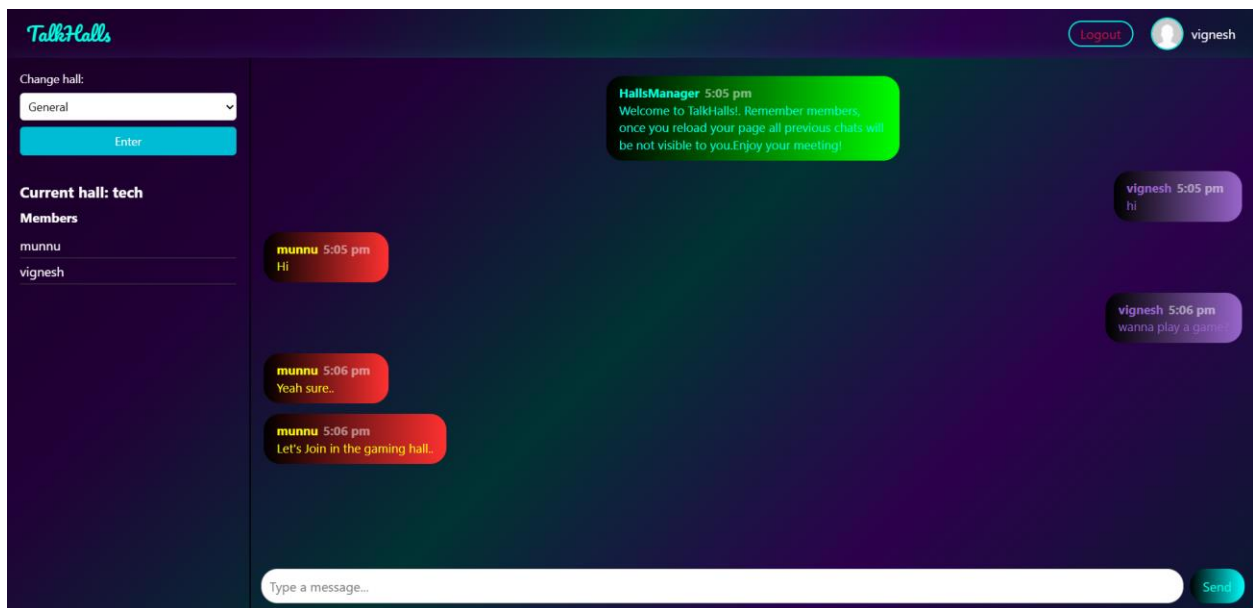 TalkHalls
Logout
vignesh
Change hall:
General
Enter
Current hall: tech
Members
munnu
vignesh
HallsManager 5:05 pm
Welcome to TalkHalls!. Remember members,
once you reload your page all previous chats will
be not visible to you.Enjoy your meeting!
vignesh 5:05 pm
hi
munnu 5:05 pm
Hi
vignesh 5:06 pm
wanna play a game?
munnu 5:06 pm
Yeah sure..
munnu 5:06 pm
Let's Join in the gaming hall..
Type a message...
Send